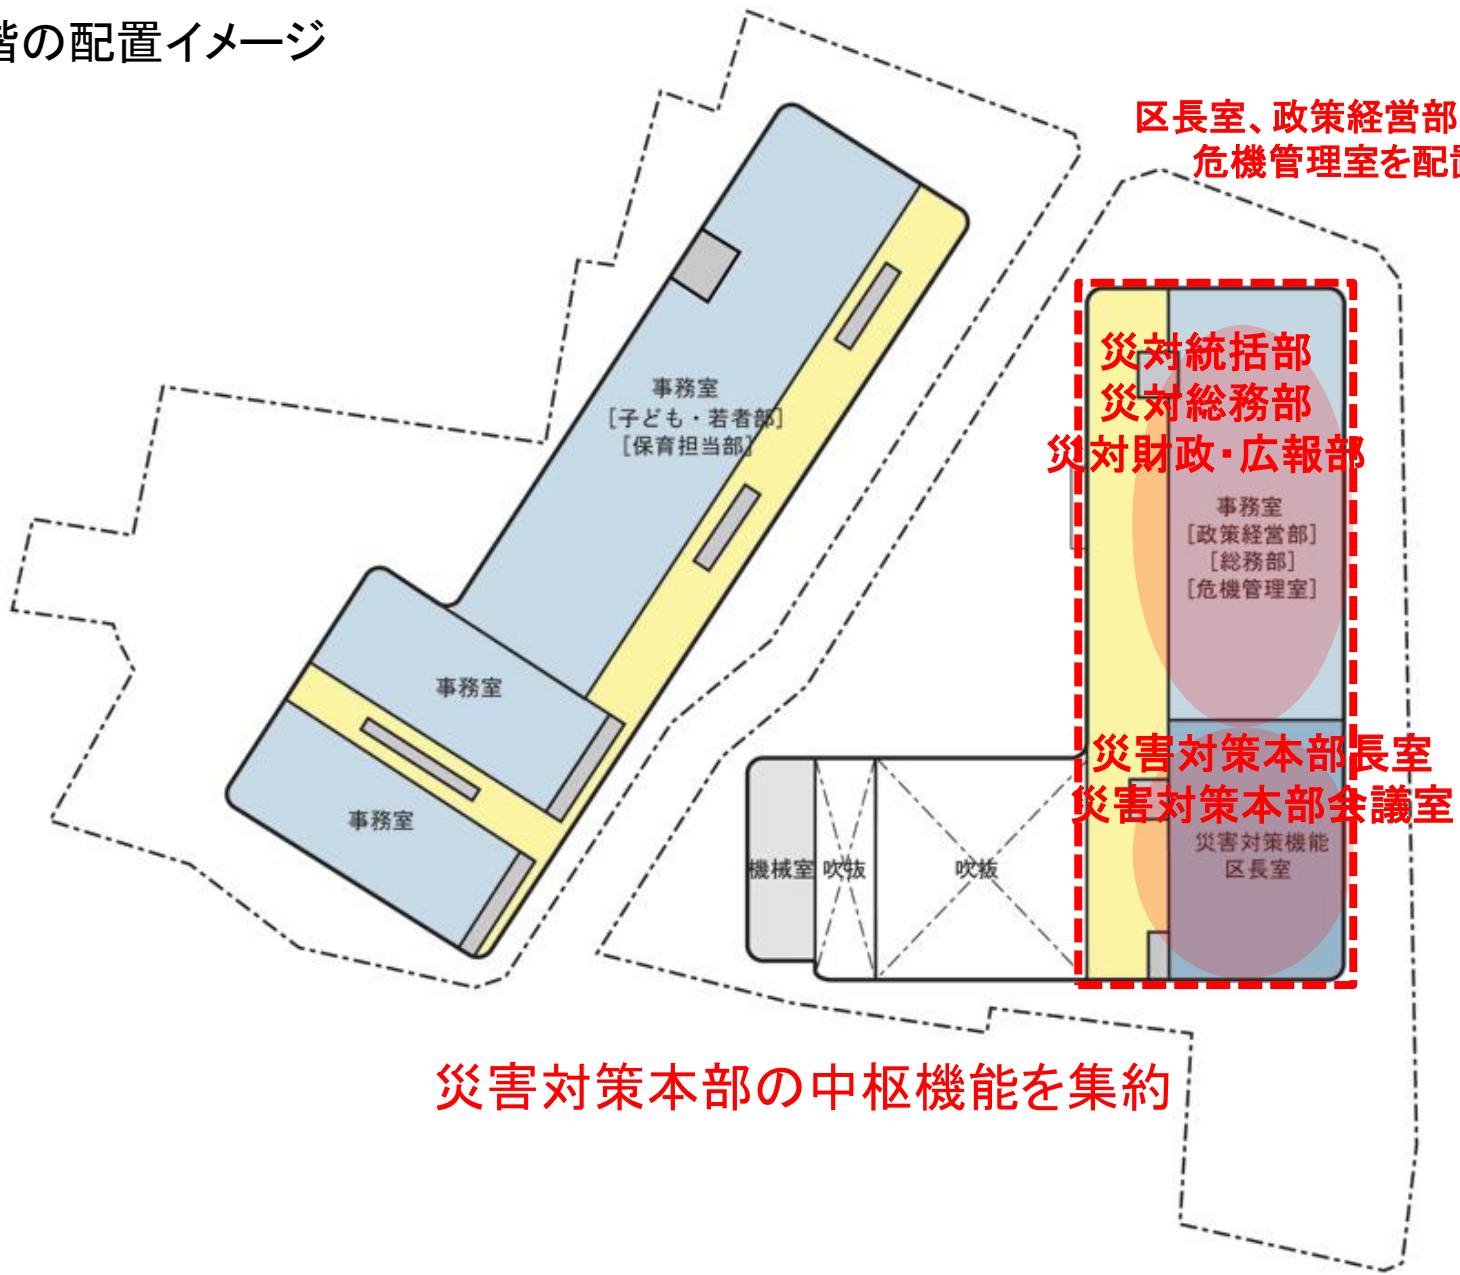 階の配置イメージ
区長室、政策経営部
危機管理室を配置
災対統括部
災対総務部
災対財政・広報部
事務室
[子ども・若者部]
[保育担当部]
事務室
[政策経営部]
[総務部]
[危機管理室]
事務室
事務室
災害対策本部長室
災害対策本部会議室
災害対策機能
区長室
機械室
吹抜
吹抜
災害対策本部の中枢機能を集約